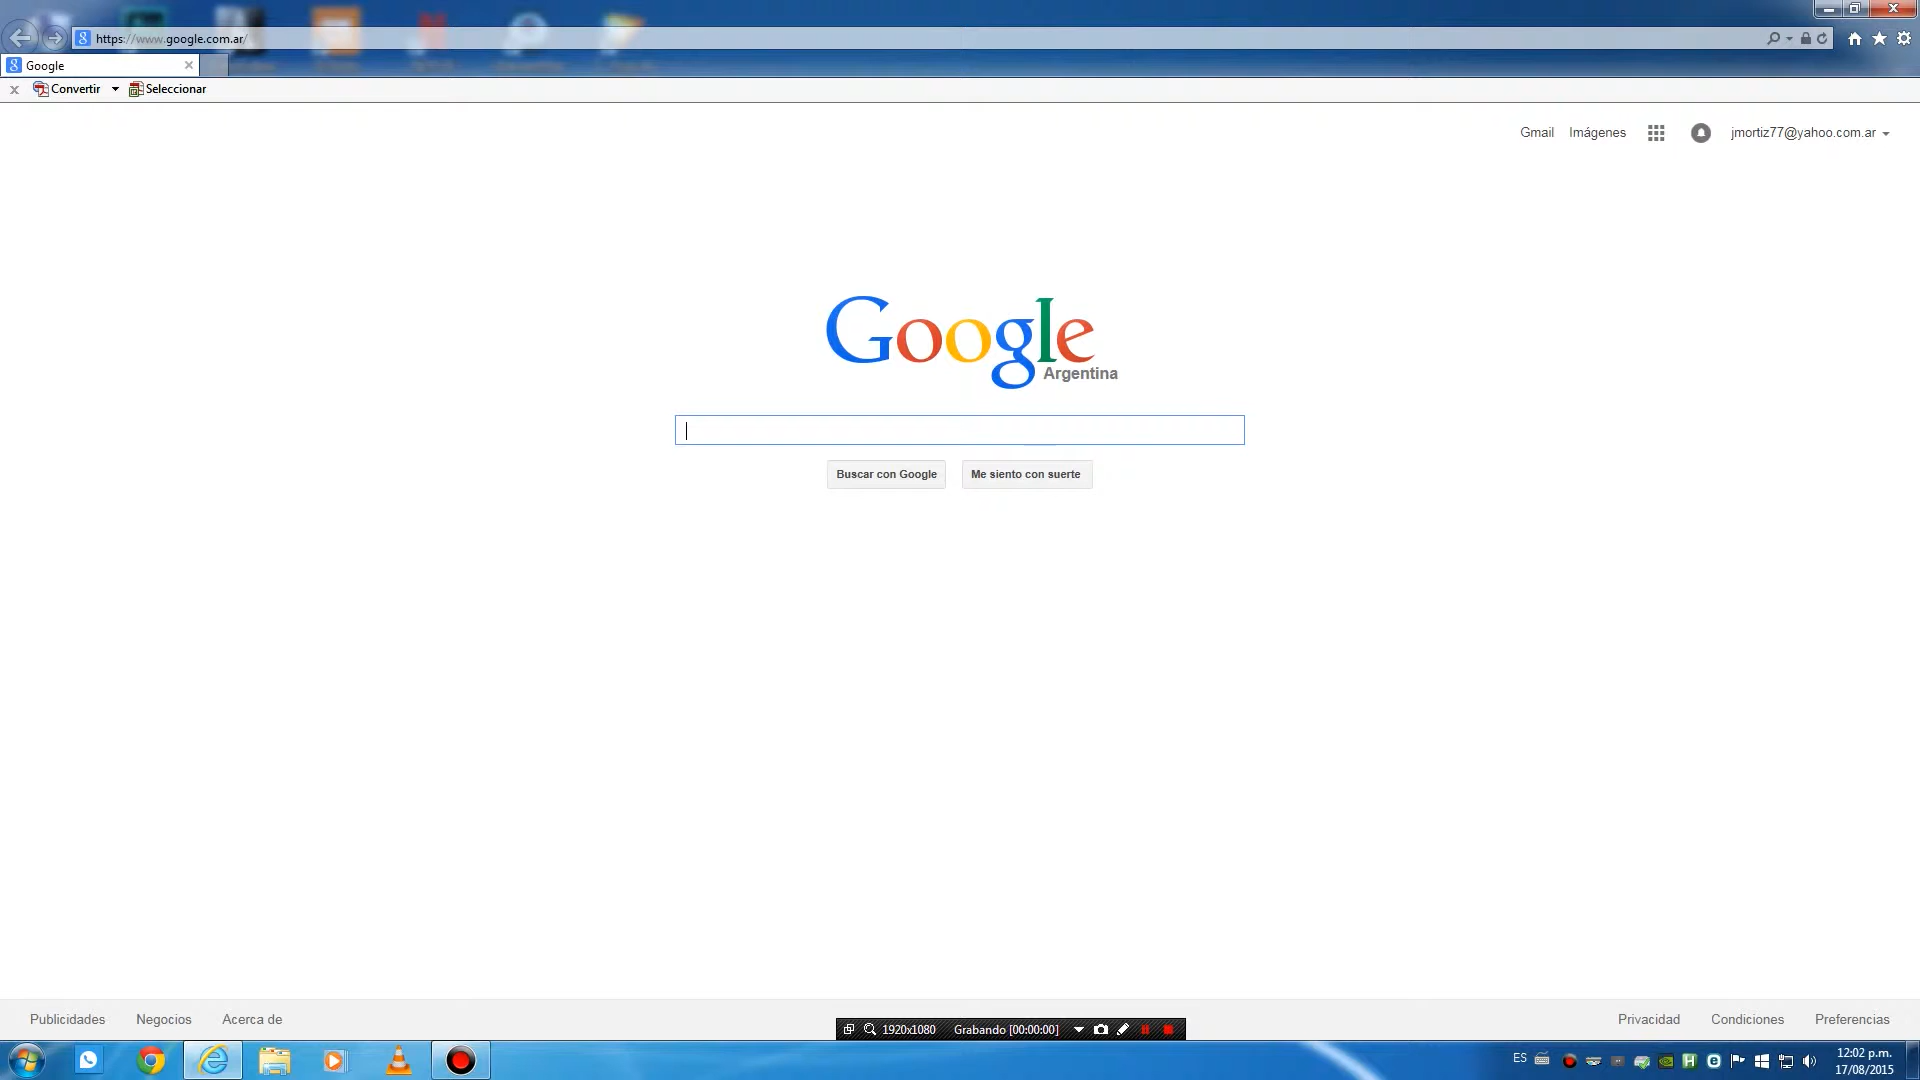 https://www.google.com.ar/
Google
Convertir
Seleccionar
Gmail Imágenes jmortiz77@yahoo.com.ar
Google
Argentina
Buscar con Google Me siento con suerte
Publicidades Negocios Acerca de
Privacidad Condiciones Preferencias
1920x1080 Grabando [00:00:00]
ES
12:02 p.m.
17/08/2015